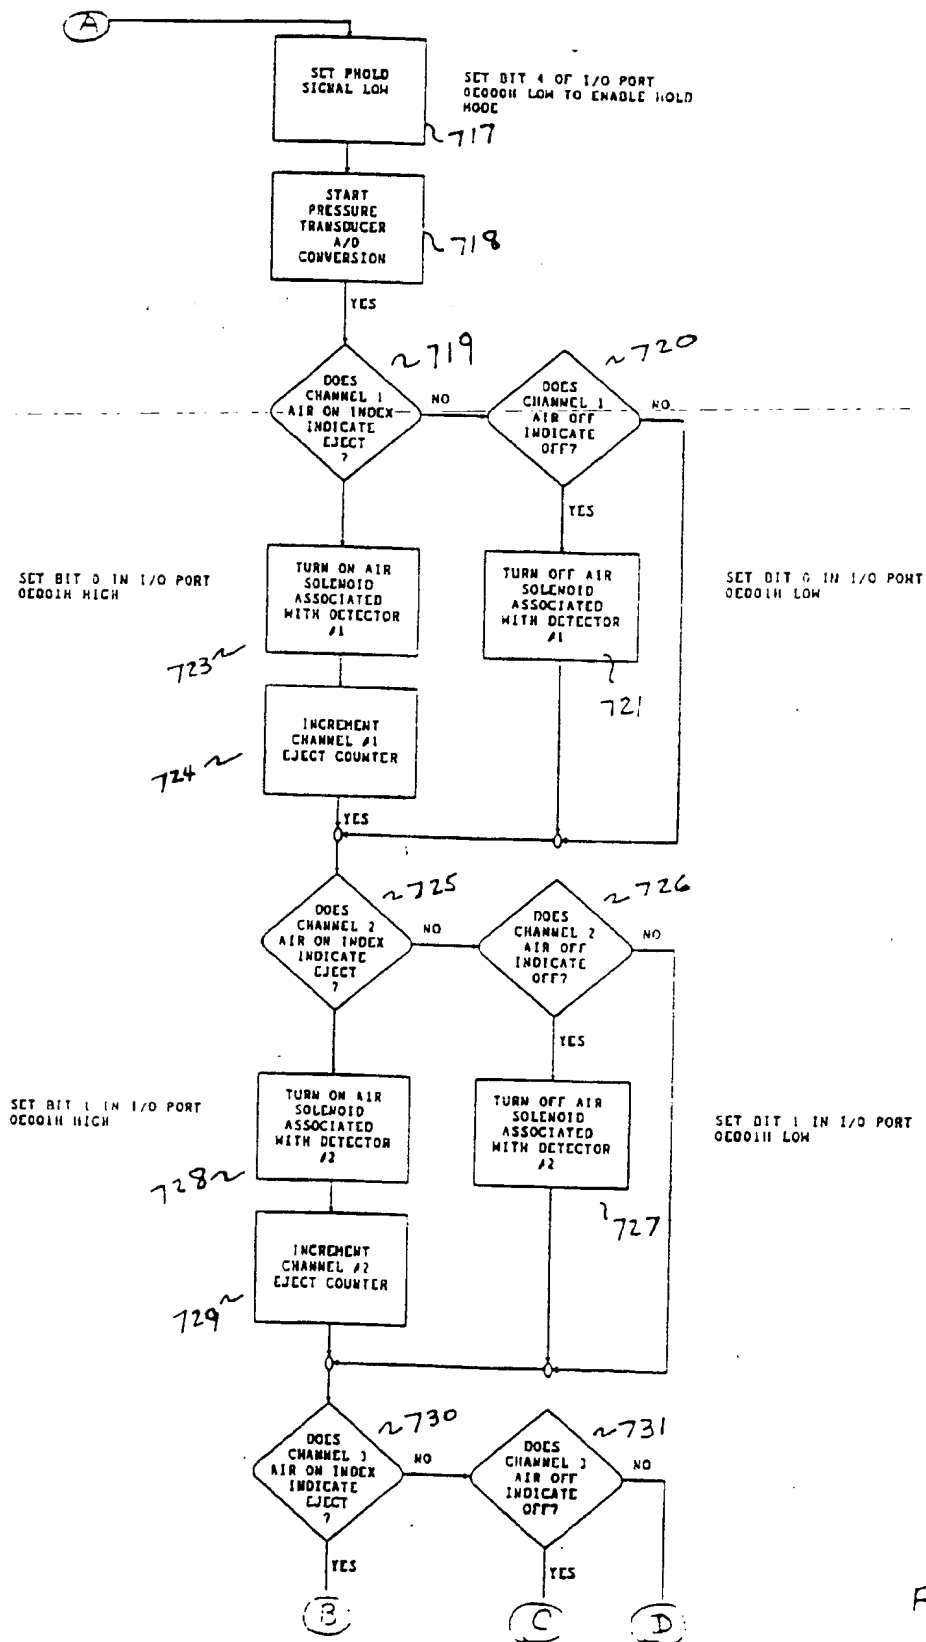 A
SET PHOLD
SIGNAL LOW
SET BIT 4 OF I/O PORT
0E000H LOW TO ENABLE HOLD
MODE
717
START
PRESSURE
TRANSDUCER
A/D
CONVERSION
718
YES
719
DOES
CHANNEL 1
AIR ON INDEX
INDICATE
EJECT
?
NO
720
DOES
CHANNEL 1
AIR OFF
INDICATE
OFF?
NO
YES
SET BIT 0 IN I/O PORT
0E001H HIGH
TURN ON AIR
SOLENOID
ASSOCIATED
WITH DETECTOR
#1
723
TURN OFF AIR
SOLENOID
ASSOCIATED
WITH DETECTOR
#1
721
SET BIT 0 IN I/O PORT
0E001H LOW
INCREMENT
CHANNEL #1
EJECT COUNTER
724
YES
725
DOES
CHANNEL 2
AIR ON INDEX
INDICATE
EJECT
?
NO
726
DOES
CHANNEL 2
AIR OFF
INDICATE
OFF?
NO
YES
SET BIT 1 IN I/O PORT
0E001H HIGH
TURN ON AIR
SOLENOID
ASSOCIATED
WITH DETECTOR
#2
728
TURN OFF AIR
SOLENOID
ASSOCIATED
WITH DETECTOR
#2
727
SET BIT 1 IN I/O PORT
0E001H LOW
INCREMENT
CHANNEL #2
EJECT COUNTER
729
730
DOES
CHANNEL 3
AIR ON INDEX
INDICATE
EJECT
?
NO
731
DOES
CHANNEL 3
AIR OFF
INDICATE
OFF?
NO
YES
YES
B
C
D
F